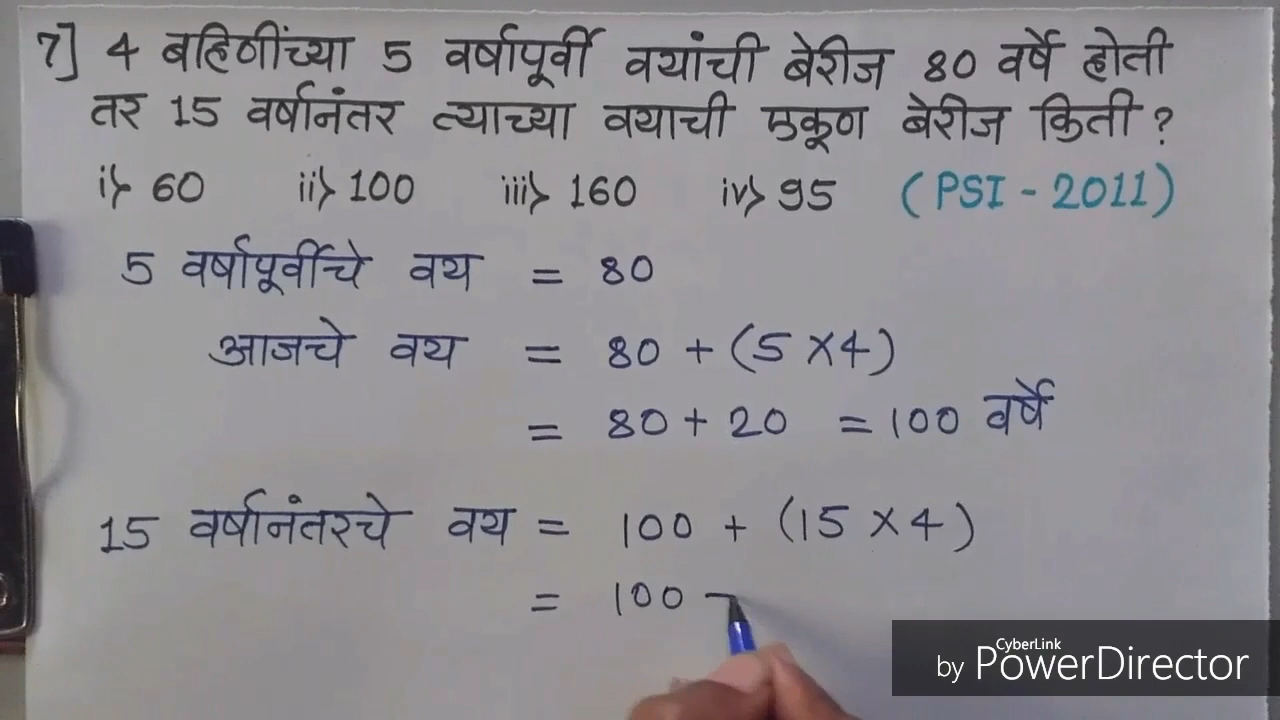 7] 4 बहिणींच्या 5 वर्षापूर्वी वयांची बेरीज 80 वर्षे होती
तर 15 वर्षानंतर त्याच्या वयाची एकूण बेरीज किती ?
i> 60 ii> 100 iii> 160 iv> 95 (PSI - 2011)
5 वर्षापूर्वीचे वय = 80
आजचे वय = 80 + (5 × 4)
= 80 + 20 = 100 वर्षे
15 वर्षानंतरचे वय = 100 + (15 × 4)
= 100 -
CyberLink
by PowerDirector